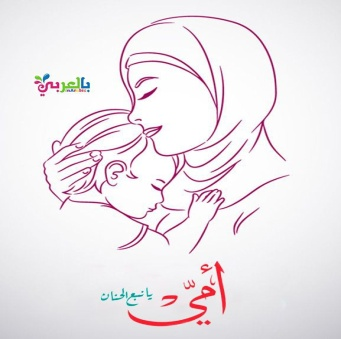 بالعربي
أمي
يا نبع الحنان